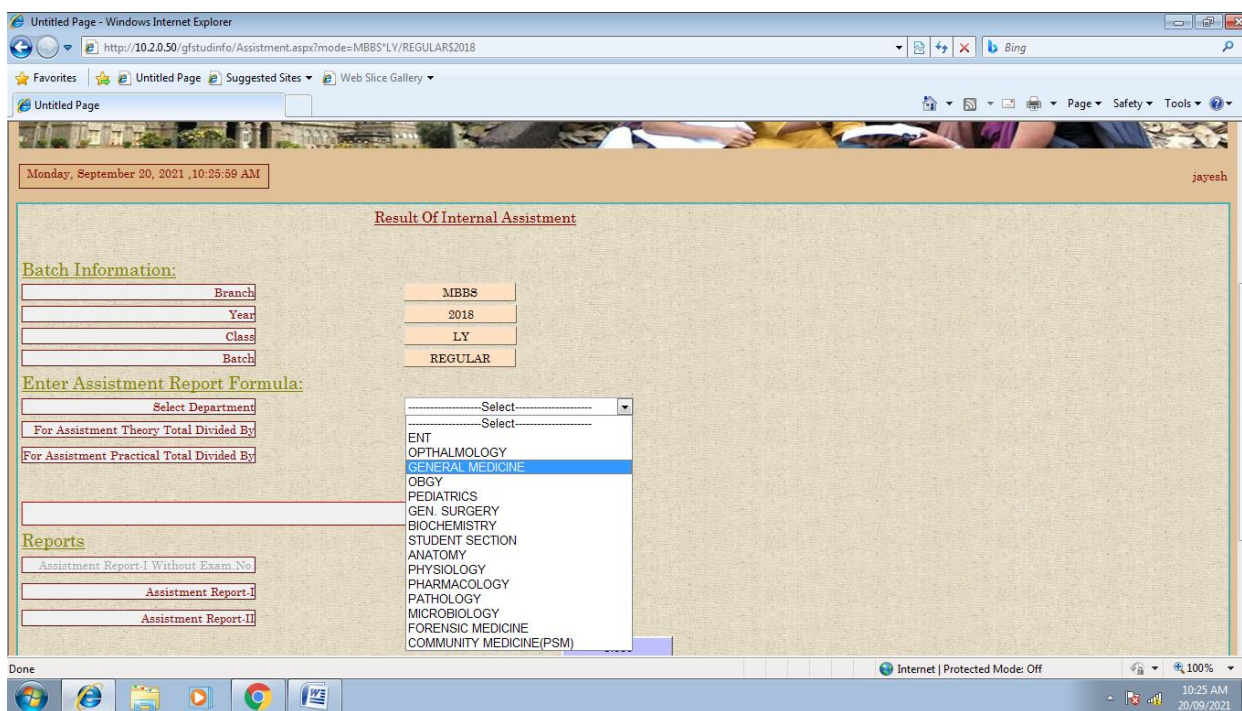 Untitled Page - Windows Internet Explorer
http://10.2.0.50/gfstudinfo/Assistment.aspx?mode=MBBS*LY/REGULAR$2018
Bing
Favorites Untitled Page Suggested Sites Web Slice Gallery
Untitled Page Page Safety Tools
Monday, September 20, 2021 ,10:25:59 AM jayesh
Result Of Internal Assistment
Batch Information:
Branch MBBS
Year 2018
Class LY
Batch REGULAR
Enter Assistment Report Formula:
Select Department --------------------Select---------------------
--------------------Select---------------------
For Assistment Theory Total Divided By
For Assistment Practical Total Divided By
ENT
OPTHALMOLOGY
GENERAL MEDICINE
OBGY
PEDIATRICS
GEN. SURGERY
BIOCHEMISTRY
STUDENT SECTION
ANATOMY
PHYSIOLOGY
PHARMACOLOGY
PATHOLOGY
MICROBIOLOGY
FORENSIC MEDICINE
COMMUNITY MEDICINE(PSM)
Reports
Assistment Report-I Without Exam.No.
Assistment Report-I
Assistment Report-II
Done Internet | Protected Mode: Off 100%
10:25 AM
20/09/2021